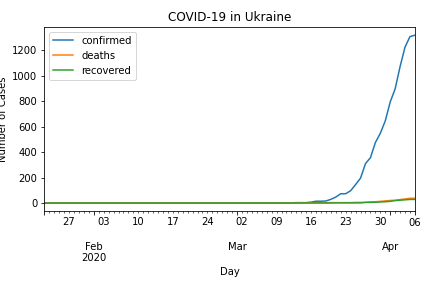 COVID-19 in Ukraine
confirmed
deaths
recovered
Number of Cases
1200
1000
800
600
400
200
0
27 03 10 17 24 02 09 16 23 30 06
Feb Mar Apr
2020
Day